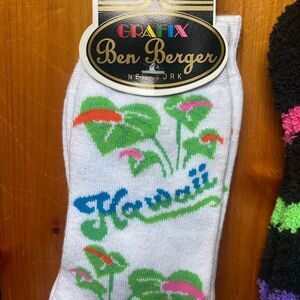 GRAFIX
Ben Berger
NEW YORK
Hawaii